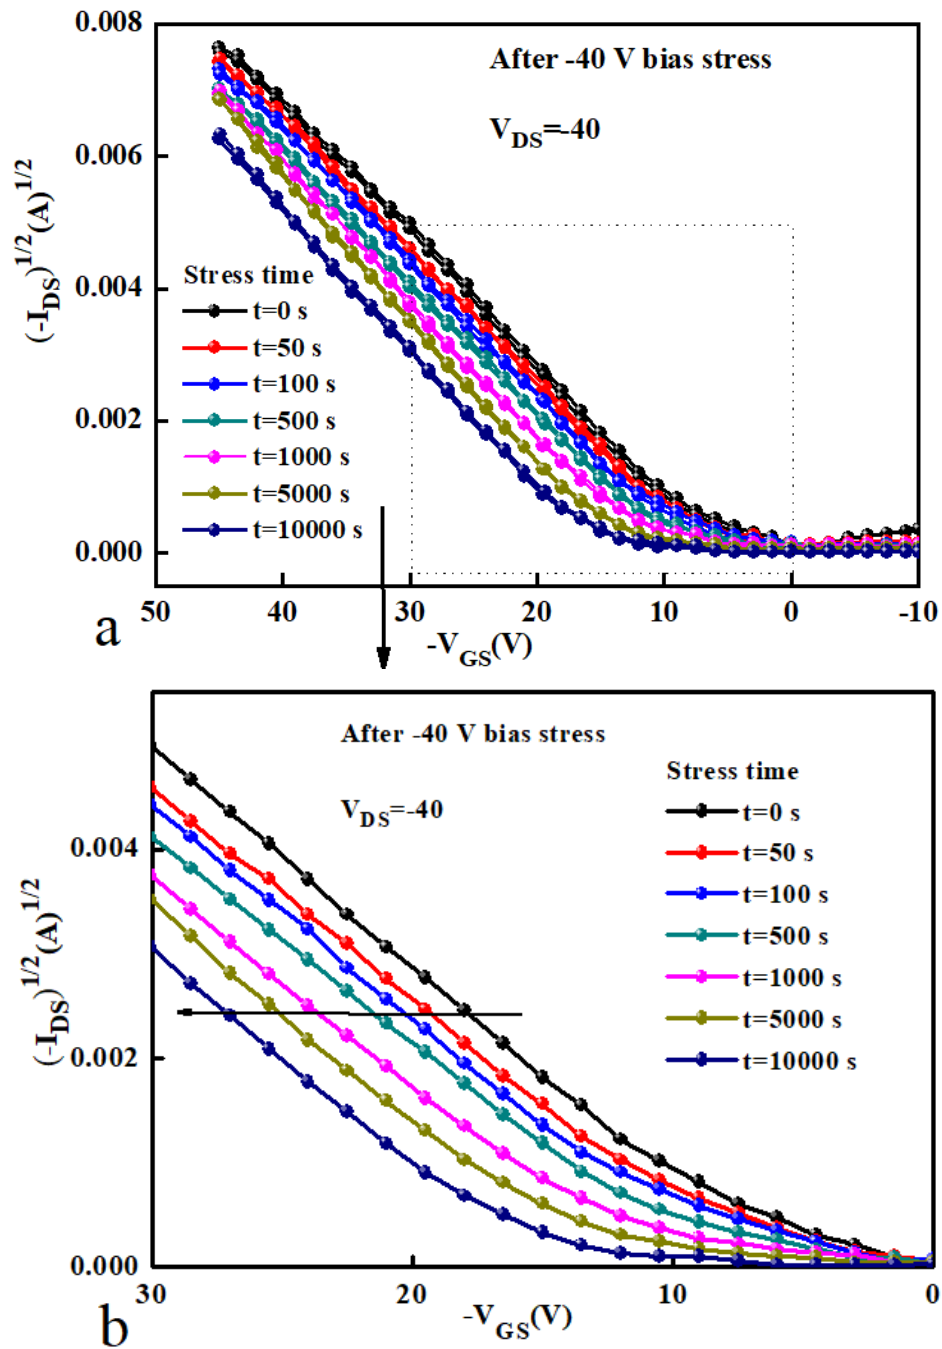 0.008
After -40 V bias stress
V_DS=-40
0.006
(-I_DS)^1/2(A)^1/2
0.004
Stress time
t=0 s
t=50 s
t=100 s
t=500 s
t=1000 s
t=5000 s
t=10000 s
0.002
0.000
50 40 30 20 10 0 -10
-V_GS(V)
a
After -40 V bias stress
V_DS=-40
Stress time
t=0 s
t=50 s
t=100 s
t=500 s
t=1000 s
t=5000 s
t=10000 s
0.004
(-I_DS)^1/2(A)^1/2
0.002
0.000
30 20 10 0
-V_GS(V)
b